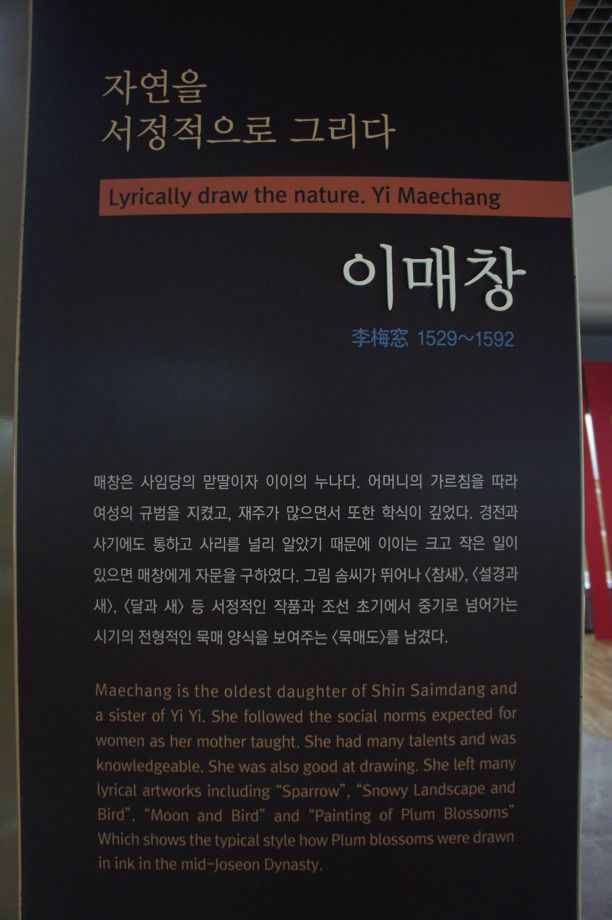 자연을
서정적으로 그리다
Lyrically draw the nature. Yi Maechang
이매창
李梅窓 1529~1592
매창은 사임당의 맏딸이자 이이의 누나다. 어머니의 가르침을 따라
여성의 규범을 지켰고, 재주가 많으면서 또한 학식이 깊었다. 경전과
사기에도 통하고 사리를 널리 알았기 때문에 이이는 크고 작은 일이
있으면 매창에게 자문을 구하였다. 그림 솜씨가 뛰어나 〈참새〉, 〈설경과
새〉, 〈달과 새〉 등 서정적인 작품과 조선 초기에서 중기로 넘어가는
시기의 전형적인 묵매 양식을 보여주는 〈묵매도〉를 남겼다.
Maechang is the oldest daughter of Shin Saimdang and
a sister of Yi Yi. She followed the social norms expected for
women as her mother taught. She had many talents and was
knowledgeable. She was also good at drawing. She left many
lyrical artworks including “Sparrow”, “Snowy Landscape and
Bird”, “Moon and Bird” and “Painting of Plum Blossoms”
Which shows the typical style how Plum blossoms were drawn
in ink in the mid-Joseon Dynasty.